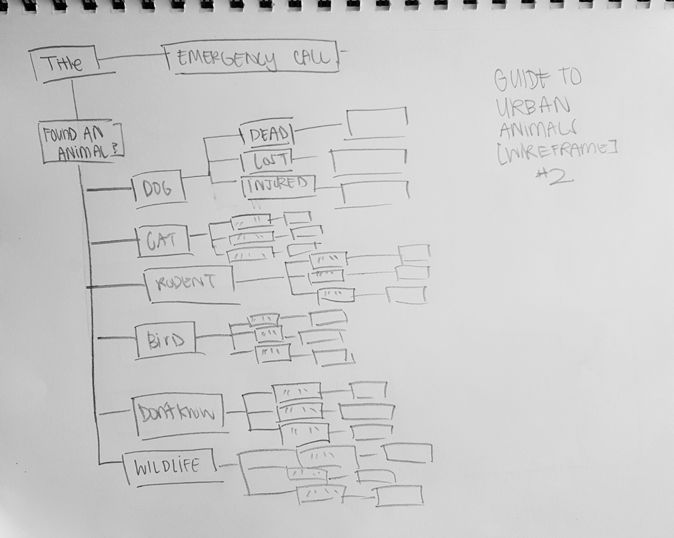 Title
EMERGENCY CALL
GUIDE TO
URBAN
ANIMALS
[WIREFRAME]
#2
FOUND AN
ANIMAL?
DEAD
LOST
INJURED
DOG
CAT
RODENT
BIRD
DON'T KNOW
WILDLIFE